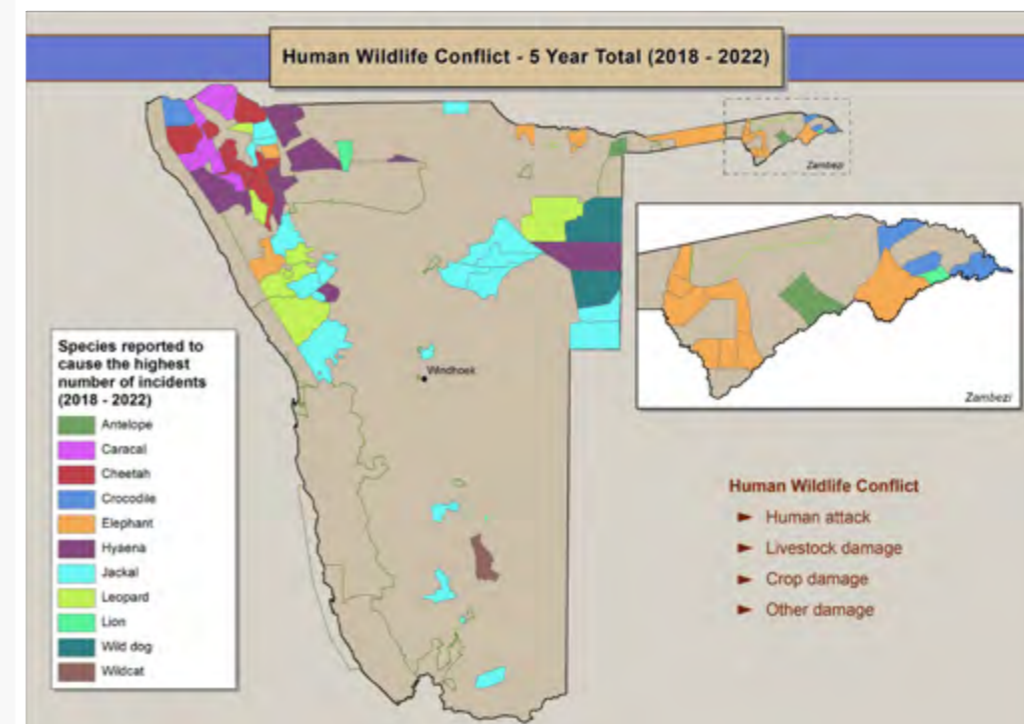 Human Wildlife Conflict - 5 Year Total (2018 - 2022)
Zambezi
Windhoek
Species reported to
cause the highest
number of incidents
(2018 - 2022)
Antelope
Caracal
Cheetah
Crocodile
Elephant
Hyaena
Jackal
Leopard
Lion
Wild dog
Wildcat
Zambezi
Human Wildlife Conflict
► Human attack
► Livestock damage
► Crop damage
► Other damage